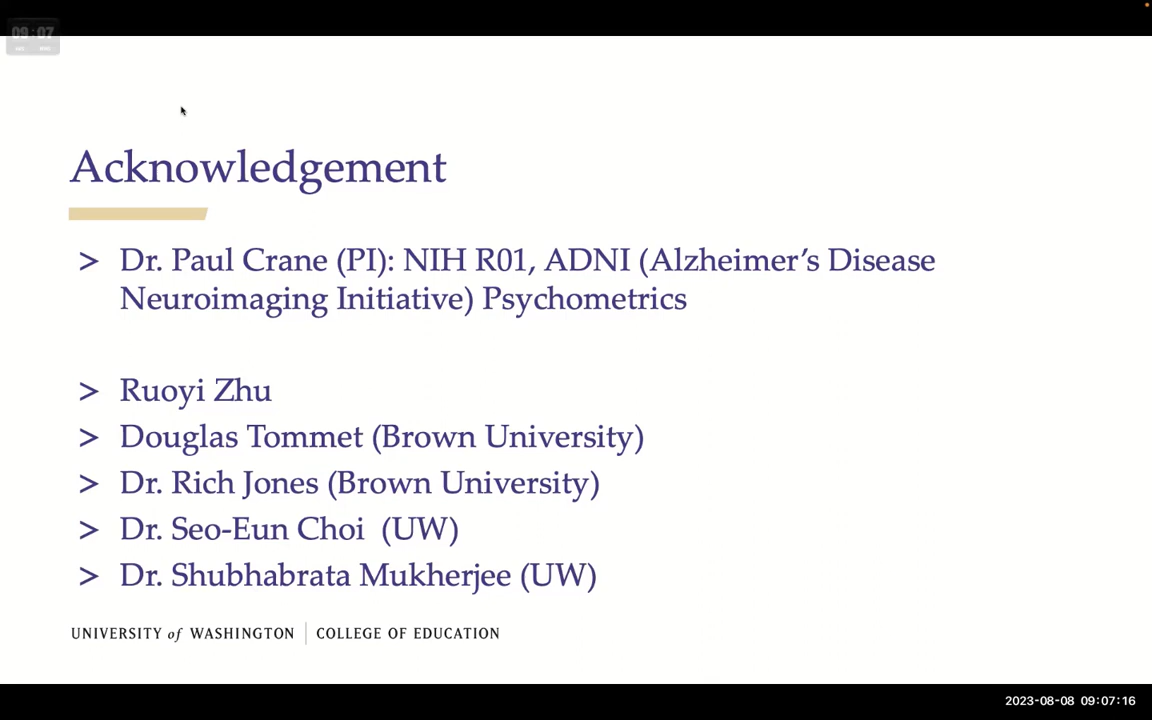 09:07
Acknowledgement
> Dr. Paul Crane (PI): NIH R01, ADNI (Alzheimer’s Disease
Neuroimaging Initiative) Psychometrics
> Ruoyi Zhu
> Douglas Tommet (Brown University)
> Dr. Rich Jones (Brown University)
> Dr. Seo-Eun Choi  (UW)
> Dr. Shubhabrata Mukherjee (UW)
UNIVERSITY of WASHINGTON | COLLEGE OF EDUCATION
2023-08-08 09:07:16